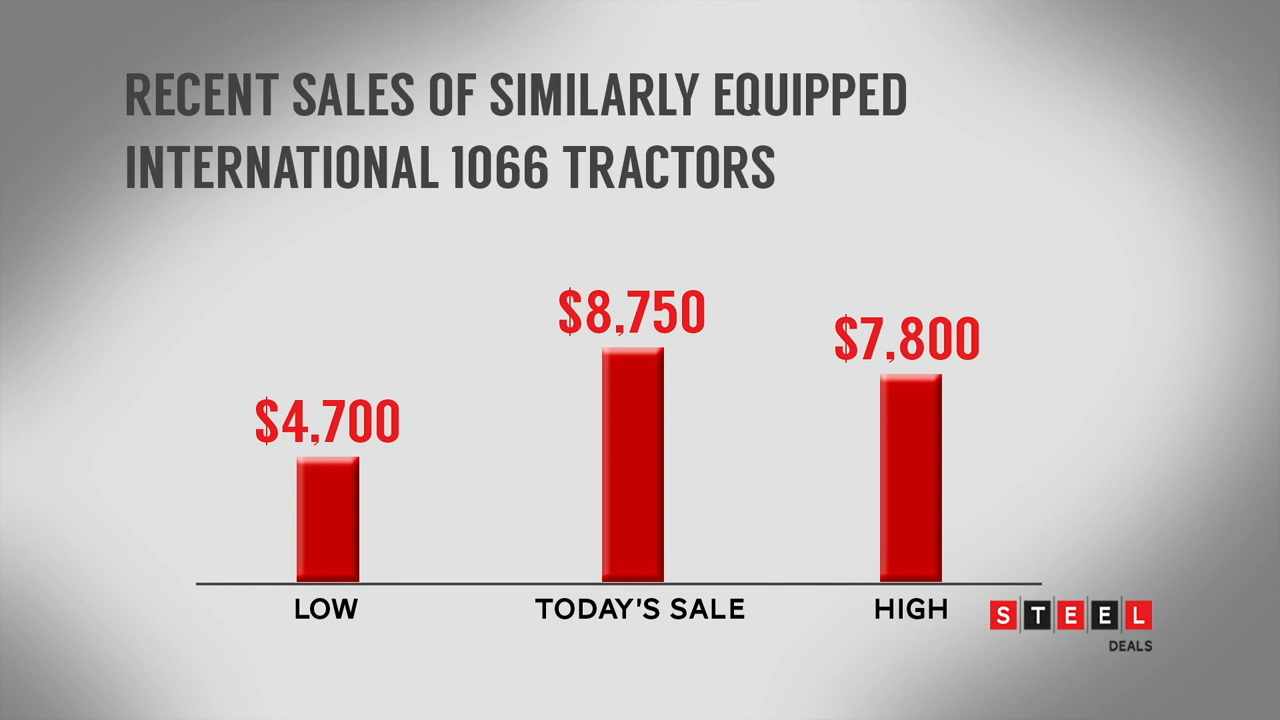 RECENT SALES OF SIMILARLY EQUIPPED
INTERNATIONAL 1066 TRACTORS
$4,700
$8,750
$7,800
LOW
TODAY'S SALE
HIGH
STEEL
DEALS